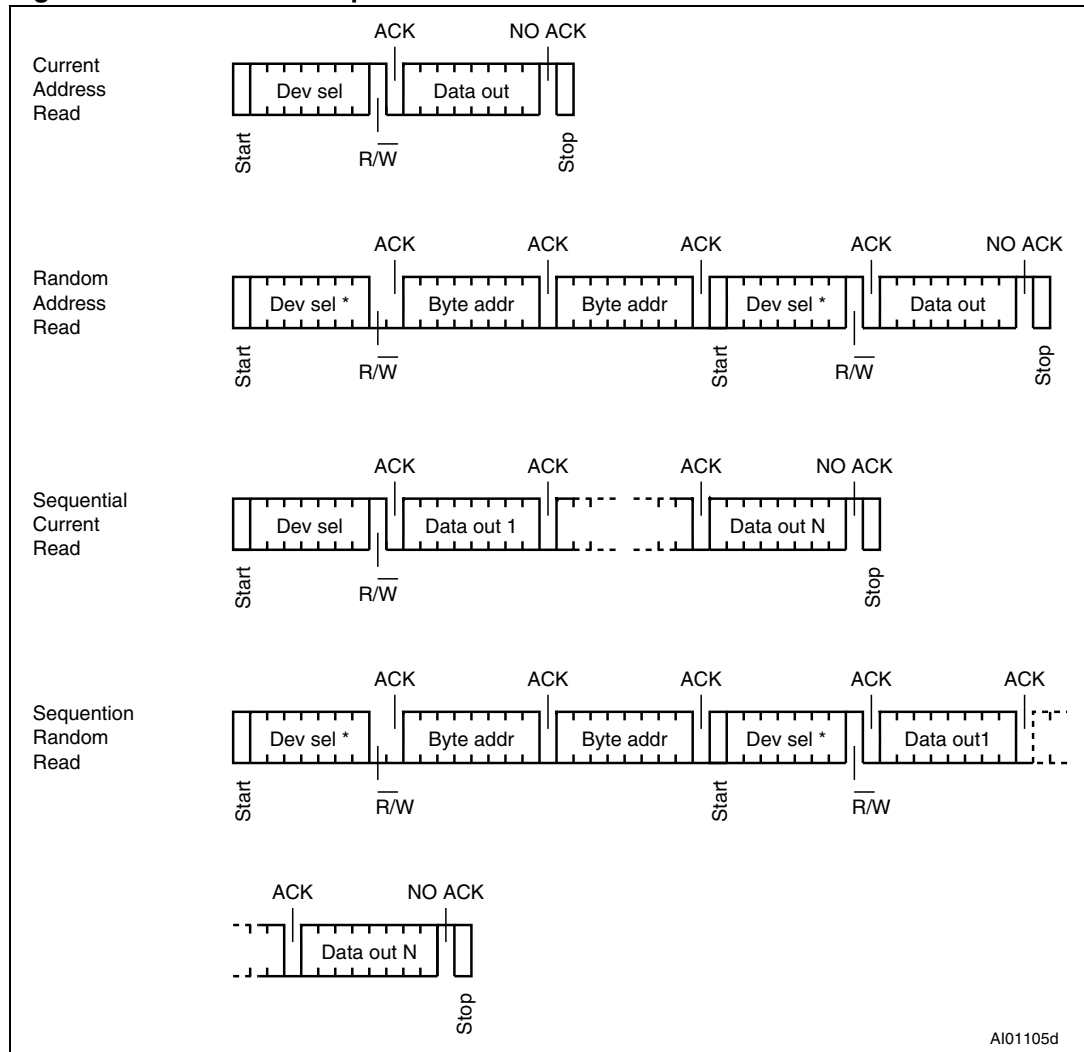 Current
Address
Read
ACK NO ACK
Dev sel Data out
Start R/W Stop
Random
Address
Read
ACK ACK ACK ACK NO ACK
Dev sel * Byte addr Byte addr Dev sel * Data out
Start R/W Start R/W Stop
Sequential
Current
Read
ACK ACK ACK NO ACK
Dev sel Data out 1 Data out N
Start R/W Stop
Sequention
Random
Read
ACK ACK ACK ACK ACK
Dev sel * Byte addr Byte addr Dev sel * Data out1
Start R/W Start R/W
ACK NO ACK
Data out N
Stop
AI01105d